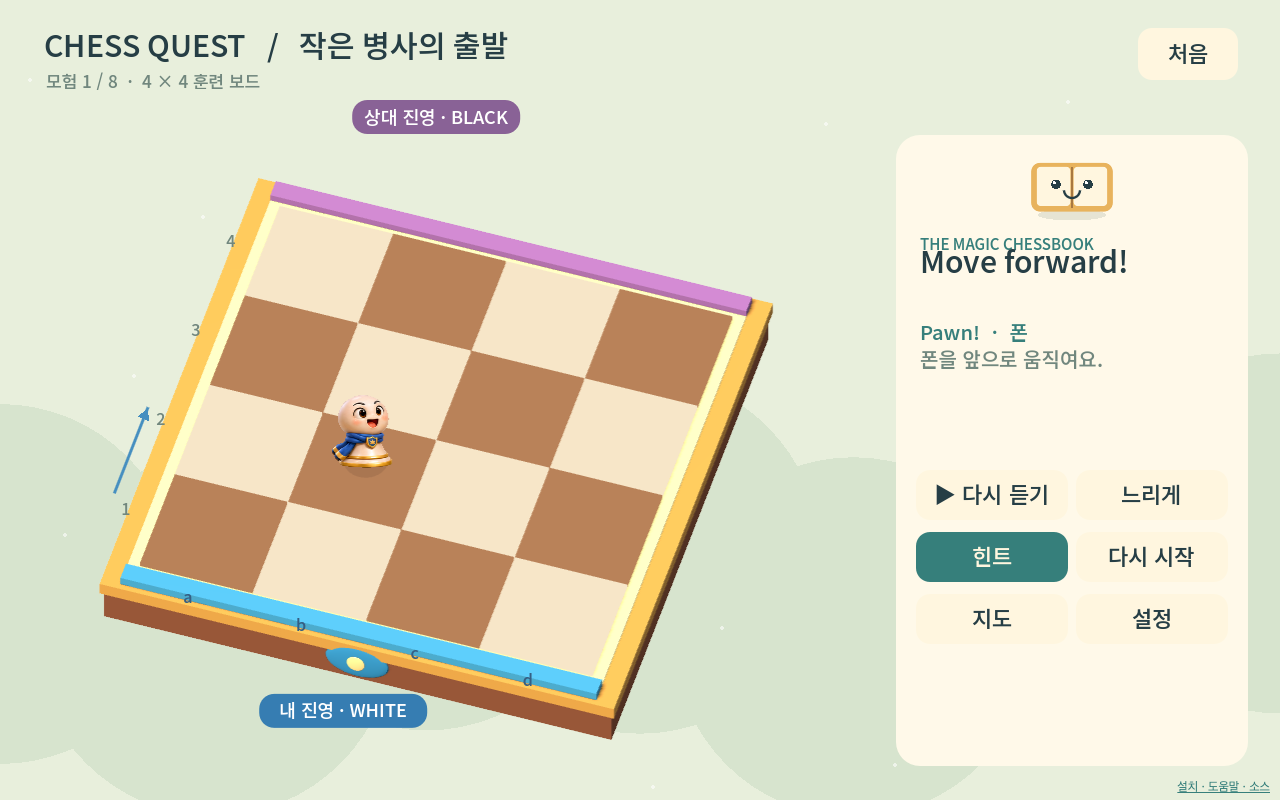 CHESS QUEST / 작은 병사의 출발
모험 1 / 8 · 4 × 4 훈련 보드
처음
상대 진영 · BLACK
4
3
2
1
a
b
c
d
내 진영 · WHITE
THE MAGIC CHESSBOOK
Move forward!
Pawn! · 폰
폰을 앞으로 움직여요.
▶ 다시 듣기
느리게
힌트
다시 시작
지도
설정
설치 · 도움말 · 소스